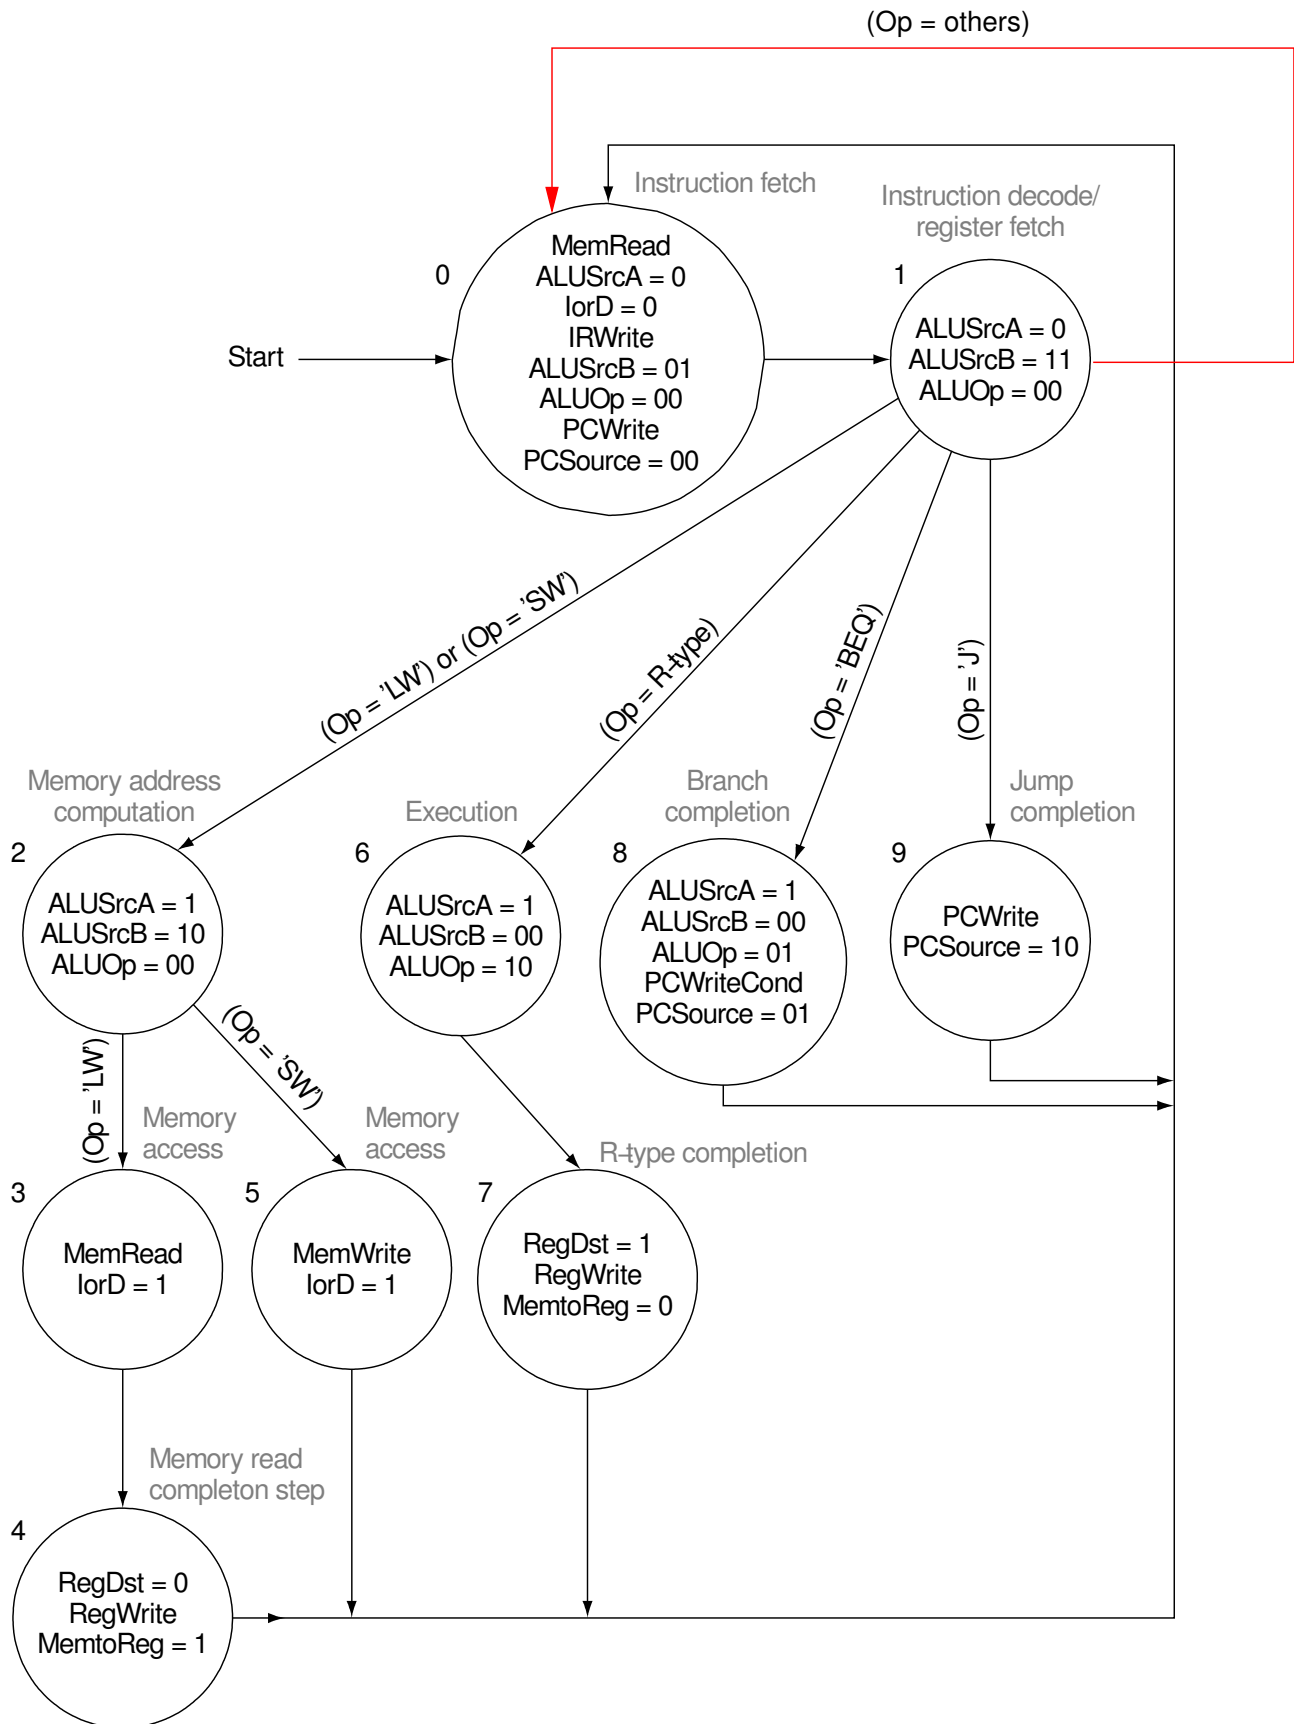 (Op = others)
Instruction fetch
Instruction decode/
register fetch
0
MemRead
ALUSrcA = 0
IorD = 0
IRWrite
ALUSrcB = 01
ALUOp = 00
PCWrite
PCSource = 00
1
ALUSrcA = 0
ALUSrcB = 11
ALUOp = 00
Start
(Op = 'LW') or (Op = 'SW')
(Op = R-type)
(Op = 'BEQ')
(Op = 'J')
Memory address
computation
2
ALUSrcA = 1
ALUSrcB = 10
ALUOp = 00
Execution
6
ALUSrcA = 1
ALUSrcB = 00
ALUOp = 10
Branch
completion
8
ALUSrcA = 1
ALUSrcB = 00
ALUOp = 01
PCWriteCond
PCSource = 01
Jump
completion
9
PCWrite
PCSource = 10
(Op = 'LW')
(Op = 'SW')
Memory
access
3
MemRead
IorD = 1
Memory
access
5
MemWrite
IorD = 1
R-type completion
7
RegDst = 1
RegWrite
MemtoReg = 0
Memory read
completon step
4
RegDst = 0
RegWrite
MemtoReg = 1